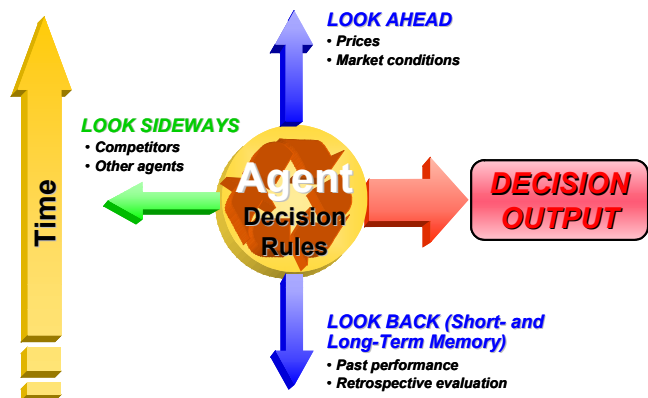 LOOK AHEAD
• Prices
• Market conditions
LOOK SIDEWAYS
• Competitors
• Other agents
Time
Agent
Decision
Rules
DECISION
OUTPUT
LOOK BACK (Short- and
Long-Term Memory)
• Past performance
• Retrospective evaluation